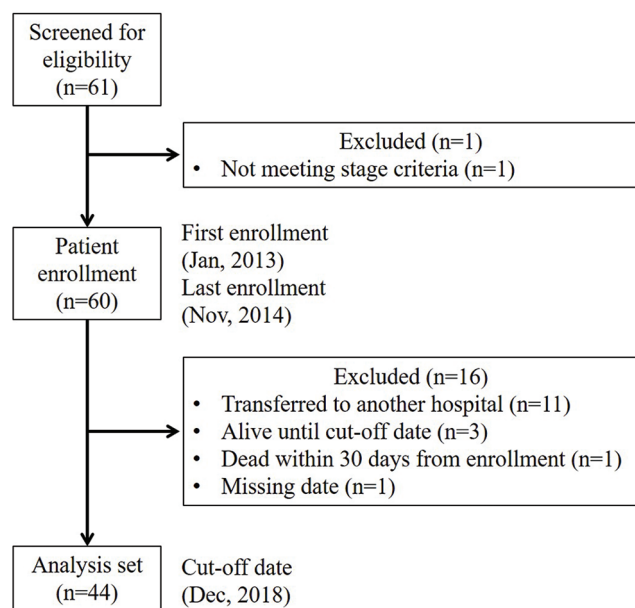 Screened for
eligibility
(n=61)
Excluded (n=1)
• Not meeting stage criteria (n=1)
Patient
enrollment
(n=60)
First enrollment
(Jan, 2013)
Last enrollment
(Nov, 2014)
Excluded (n=16)
• Transferred to another hospital (n=11)
• Alive until cut-off date (n=3)
• Dead within 30 days from enrollment (n=1)
• Missing date (n=1)
Analysis set
(n=44)
Cut-off date
(Dec, 2018)